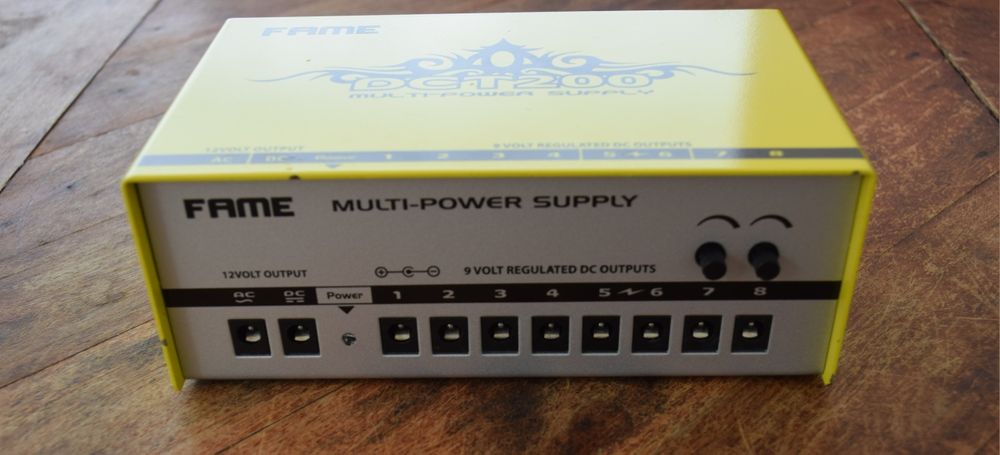 FAME
DCT200
MULTI-POWER SUPPLY
12VOLT OUTPUT 9 VOLT REGULATED DC OUTPUTS
AC DC Power 1 2 3 4 5 6 7 8
FAME MULTI-POWER SUPPLY
12VOLT OUTPUT 9 VOLT REGULATED DC OUTPUTS
AC DC Power 1 2 3 4 5 6 7 8